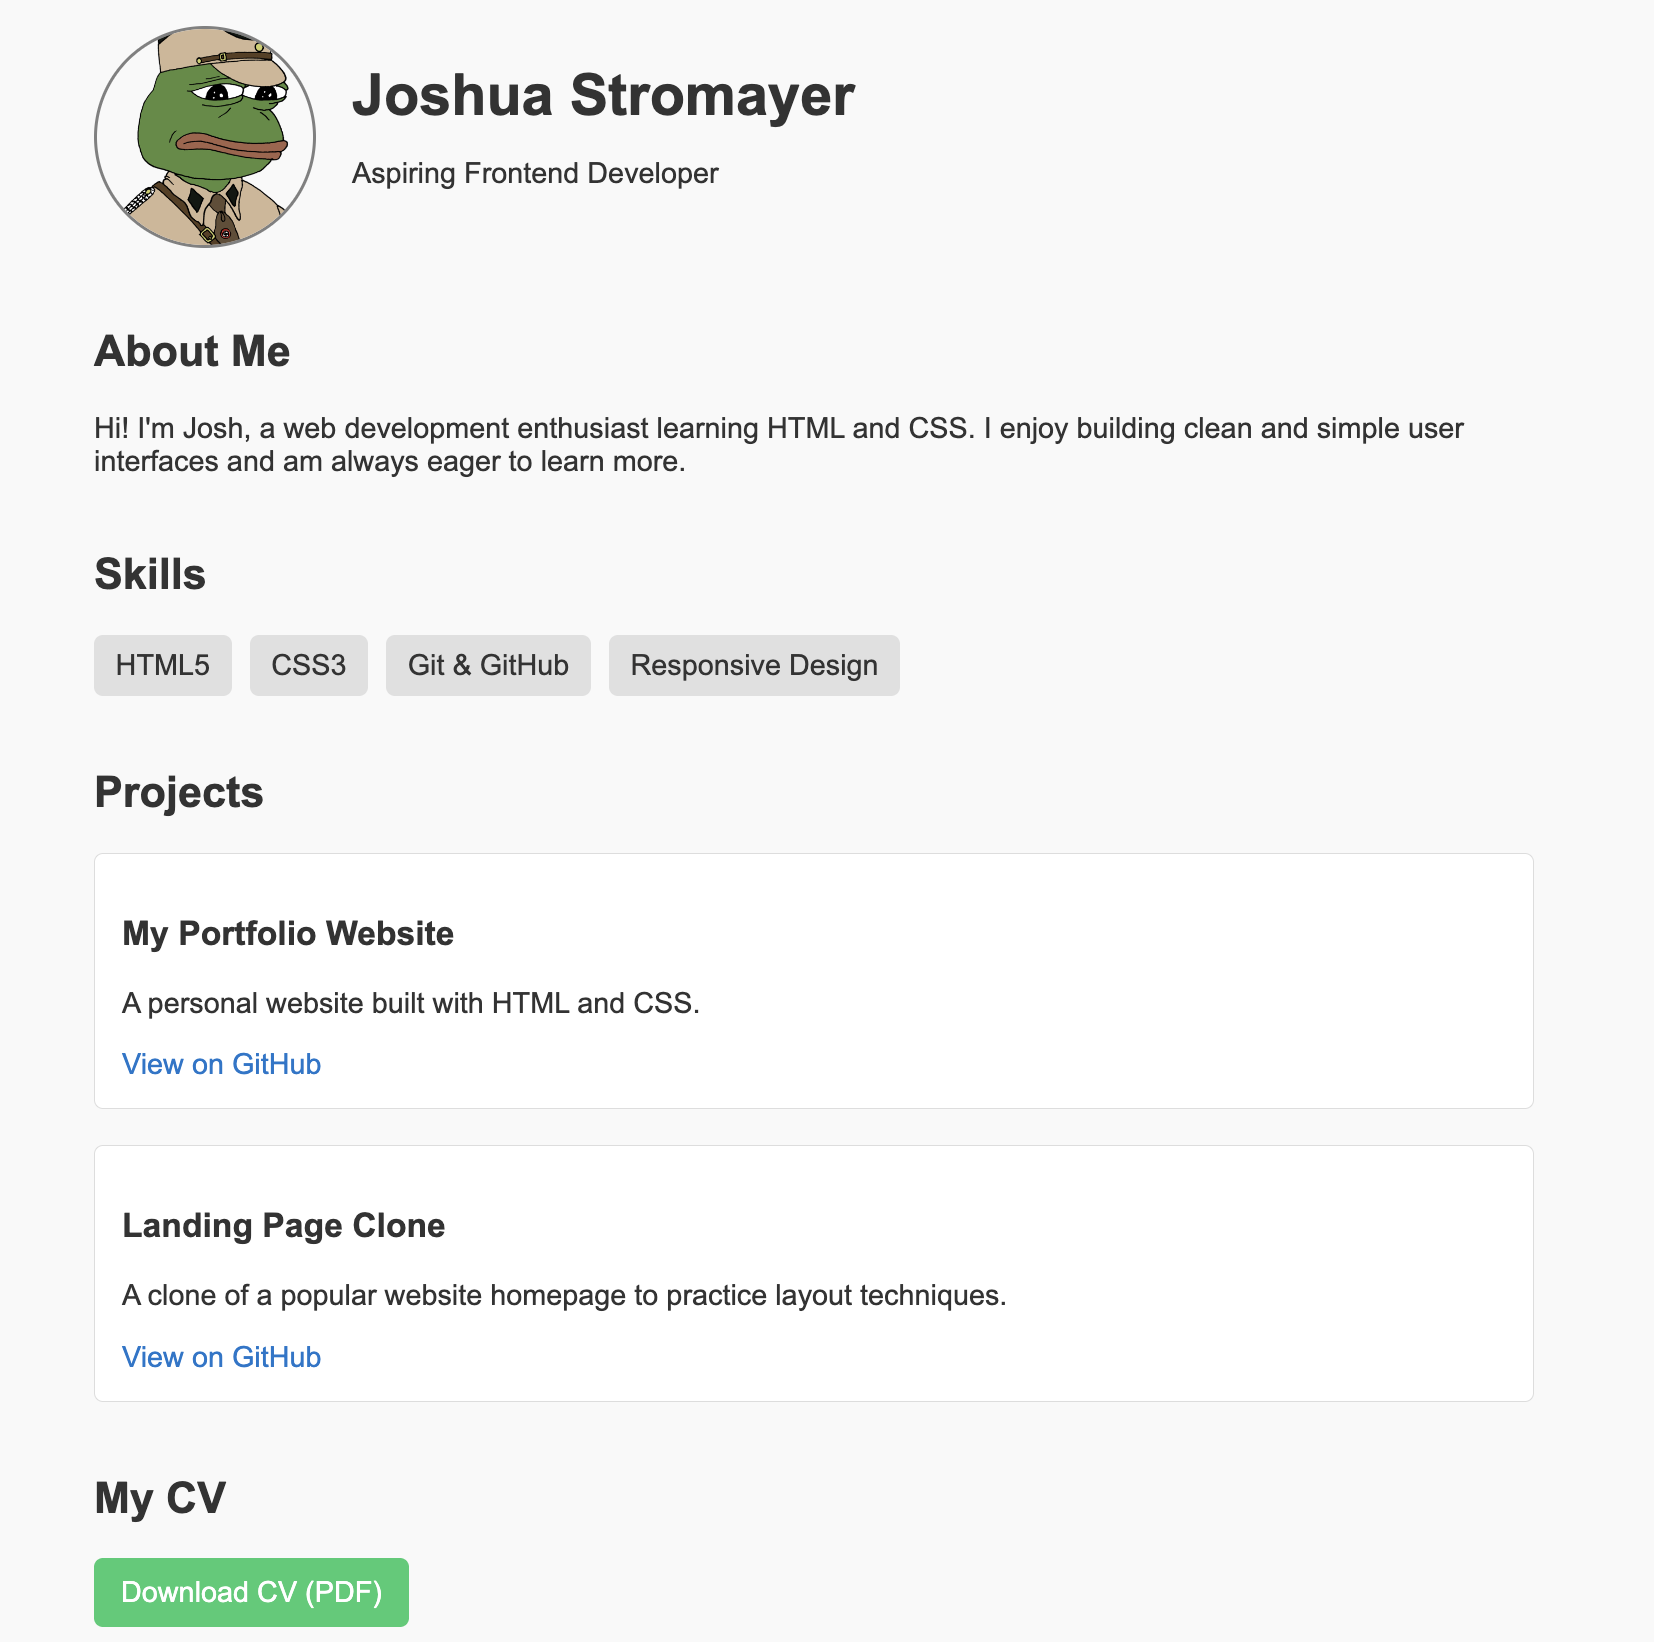 Joshua Stromayer
Aspiring Frontend Developer
About Me
Hi! I'm Josh, a web development enthusiast learning HTML and CSS. I enjoy building clean and simple user
interfaces and am always eager to learn more.
Skills
HTML5 CSS3 Git & GitHub Responsive Design
Projects
My Portfolio Website
A personal website built with HTML and CSS.
View on GitHub
Landing Page Clone
A clone of a popular website homepage to practice layout techniques.
View on GitHub
My CV
Download CV (PDF)